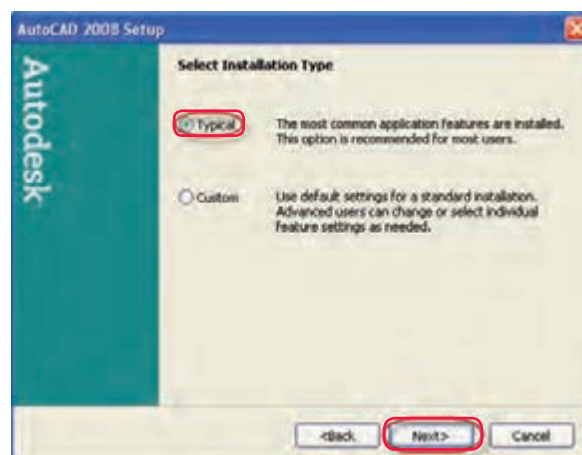 AutoCAD 2008 Setup
Autodesk
Select Installation Type
Typical
The most common application features are installed.
This option is recommended for most users.
Custom
Use default settings for a standard installation.
Advanced users can change or select individual
feature settings as needed.
<Back
Next>
Cancel